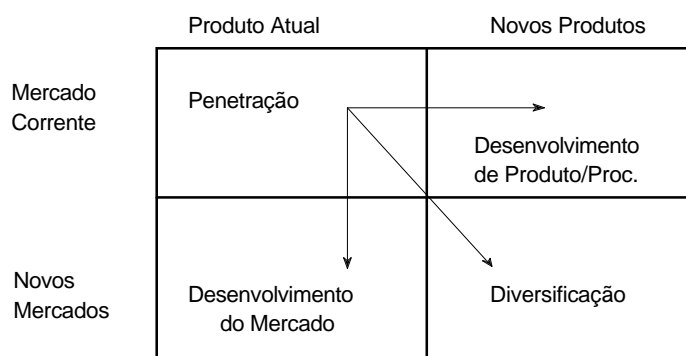 Produto Atual
Novos Produtos
Mercado
Corrente
Penetração
Desenvolvimento
de Produto/Proc.
Novos
Mercados
Desenvolvimento
do Mercado
Diversificação